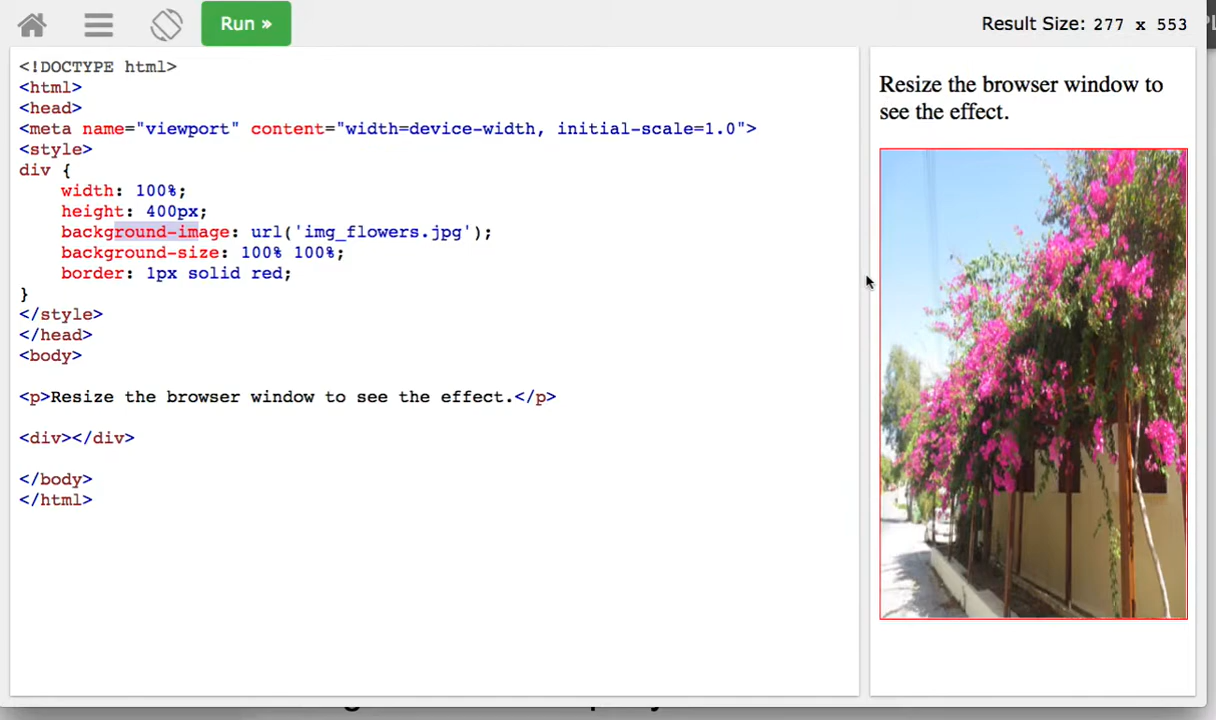 Run »
Result Size: 277 x 553
<!DOCTYPE html>
<html>
<head>
<meta name="viewport" content="width=device-width, initial-scale=1.0">
<style>
div {
    width: 100%;
    height: 400px;
    background-image: url('img_flowers.jpg');
    background-size: 100% 100%;
    border: 1px solid red;
}
</style>
</head>
<body>
<p>Resize the browser window to see the effect.</p>
<div></div>
</body>
</html>
Resize the browser window to
see the effect.